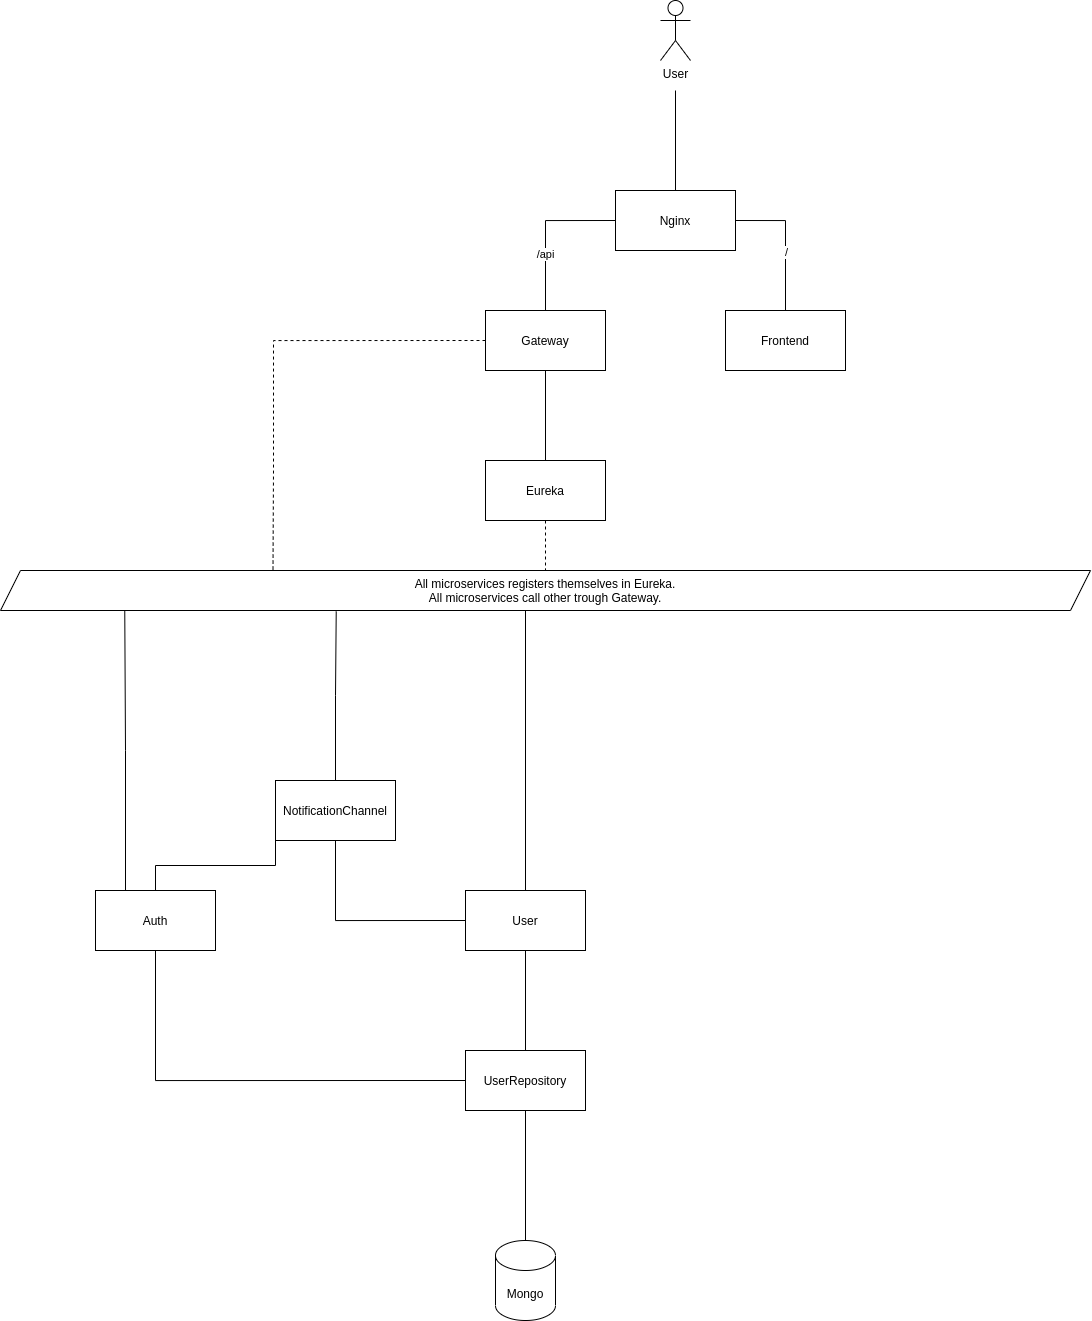 User
Nginx
/api
/
Gateway
Frontend
Eureka
All microservices registers themselves in Eureka.
All microservices call other trough Gateway.
NotificationChannel
Auth
User
UserRepository
Mongo